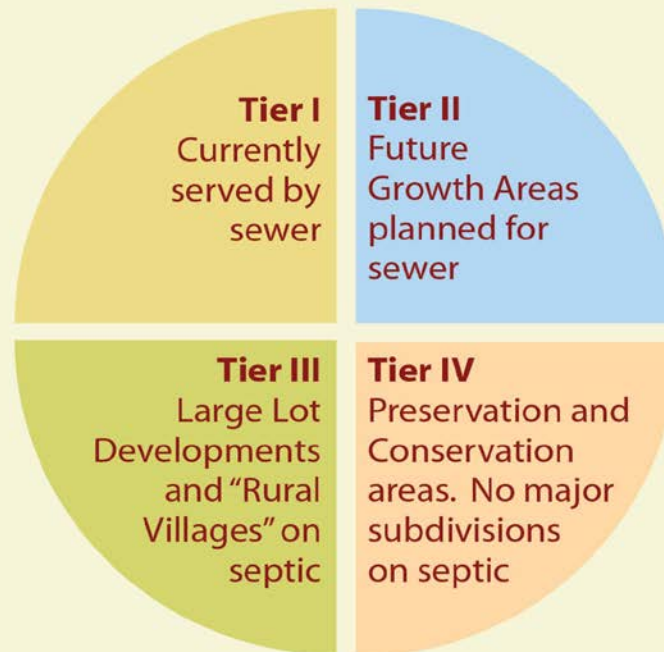 Tier I
Currently
served by
sewer
Tier II
Future
Growth Areas
planned for
sewer
Tier III
Large Lot
Developments
and “Rural
Villages” on
septic
Tier IV
Preservation and
Conservation
areas.  No major
subdivisions
on septic